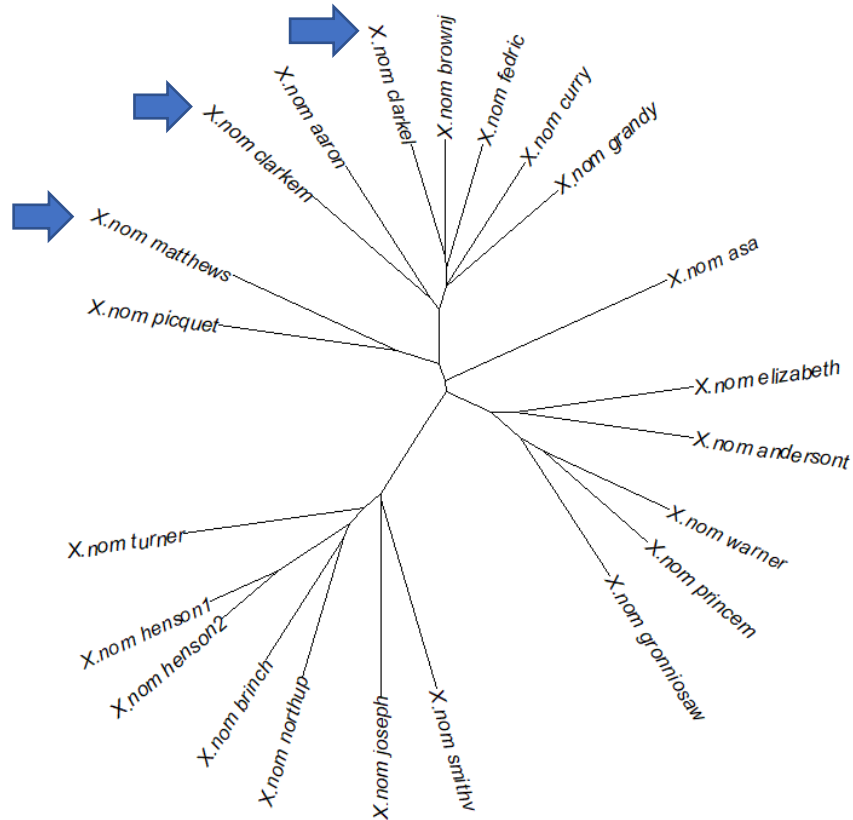 X.nom clarkel
X.nom brownj
X.nom fedric
X.nom curry
X.nom grandy
X.nom aaron
X.nom clarkem
X.nom matthews
X.nom picquet
X.nom asa
X.nom elizabeth
X.nom andersont
X.nom warner
X.nom princem
X.nom gronniosaw
X.nom turner
X.nom henson1
X.nom henson2
X.nom brinch
X.nom northup
X.nom joseph
X.nom smithv